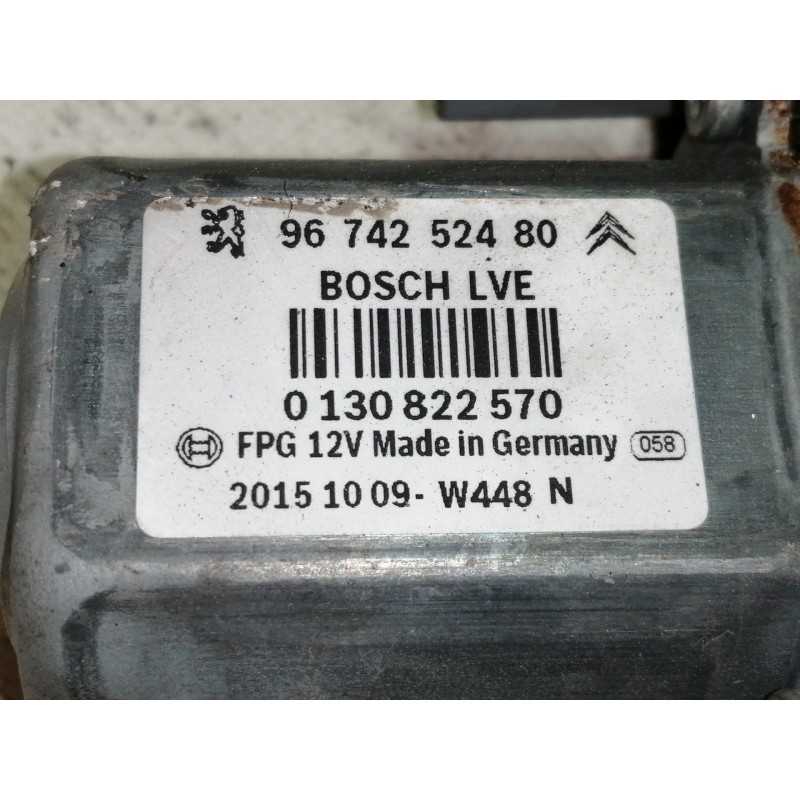 96 742 524 80
BOSCH LVE
0 130 822 570
FPG 12V Made in Germany 058
2015 10 09- W448 N